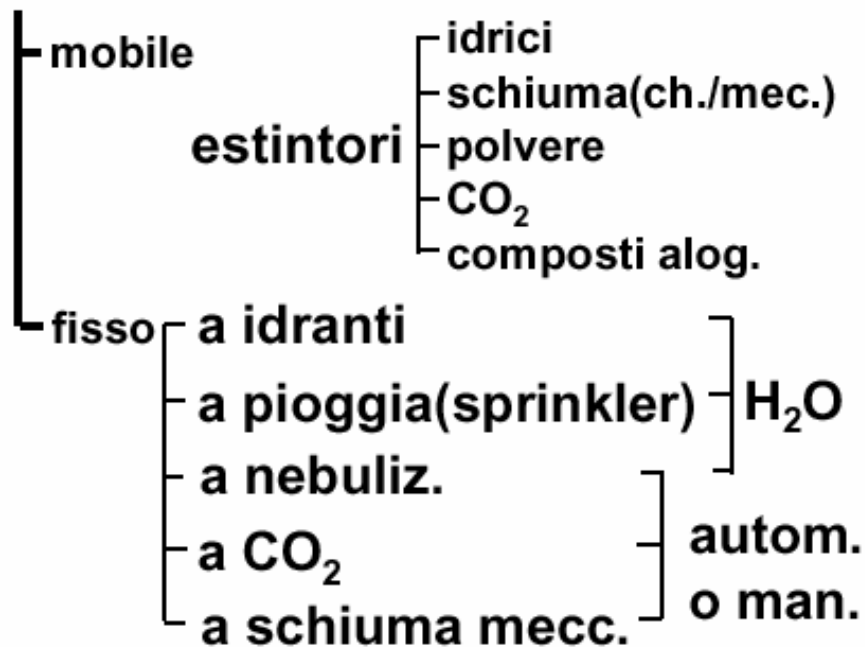 mobile
estintori
idrici
schiuma(ch./mec.)
polvere
CO₂
composti alog.
fisso
a idranti
a pioggia(sprinkler)
a nebuliz.
a CO₂
a schiuma mecc.
H₂O
autom.
o man.